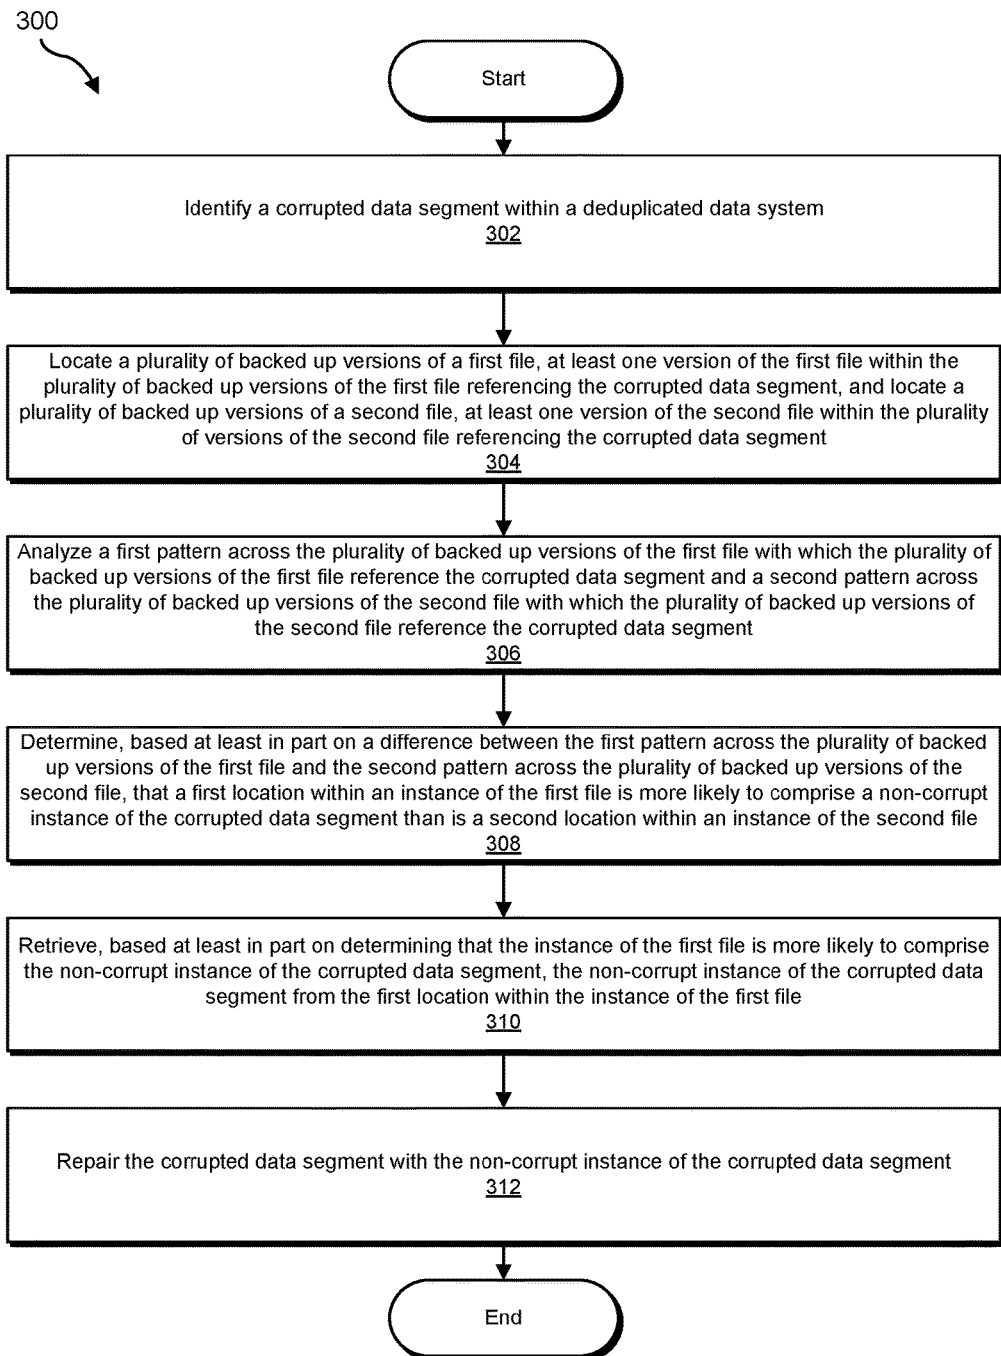 300
Start
Identify a corrupted data segment within a deduplicated data system
302
Locate a plurality of backed up versions of a first file, at least one version of the first file within the
plurality of backed up versions of the first file referencing the corrupted data segment, and locate a
plurality of backed up versions of a second file, at least one version of the second file within the plurality
of versions of the second file referencing the corrupted data segment
304
Analyze a first pattern across the plurality of backed up versions of the first file with which the plurality of
backed up versions of the first file reference the corrupted data segment and a second pattern across
the plurality of backed up versions of the second file with which the plurality of backed up versions of
the second file reference the corrupted data segment
306
Determine, based at least in part on a difference between the first pattern across the plurality of backed
up versions of the first file and the second pattern across the plurality of backed up versions of the
second file, that a first location within an instance of the first file is more likely to comprise a non-corrupt
instance of the corrupted data segment than is a second location within an instance of the second file
308
Retrieve, based at least in part on determining that the instance of the first file is more likely to comprise
the non-corrupt instance of the corrupted data segment, the non-corrupt instance of the corrupted data
segment from the first location within the instance of the first file
310
Repair the corrupted data segment with the non-corrupt instance of the corrupted data segment
312
End